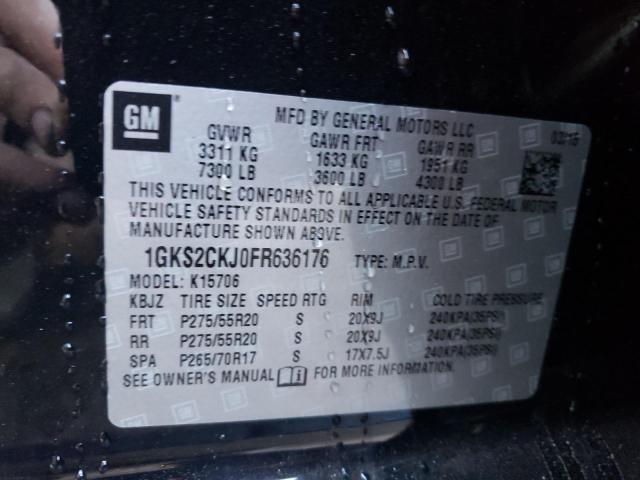 GM ®
MFD BY GENERAL MOTORS LLC 02/15
GVWR GAWR FRT GAWR RR
3311 KG 1633 KG 1951 KG
7300 LB 3600 LB 4300 LB
THIS VEHICLE CONFORMS TO ALL APPLICABLE U.S. FEDERAL MOTOR
VEHICLE SAFETY STANDARDS IN EFFECT ON THE DATE OF
MANUFACTURE SHOWN ABOVE.
1GKS2CKJ0FR636176 TYPE: M.P.V.
MODEL: K15706
KBJZ TIRE SIZE SPEED RTG RIM COLD TIRE PRESSURE
FRT P275/55R20 S 20X9J 240KPA(35PSI)
RR P275/55R20 S 20X9J 240KPA(35PSI)
SPA P265/70R17 S 17X7.5J 240KPA(35PSI)
SEE OWNER'S MANUAL FOR MORE INFORMATION.